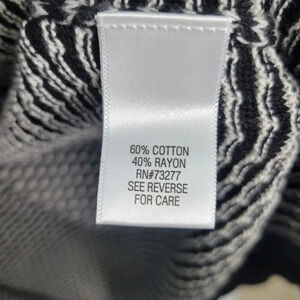 60% COTTON
40% RAYON
RN#73277
SEE REVERSE
FOR CARE